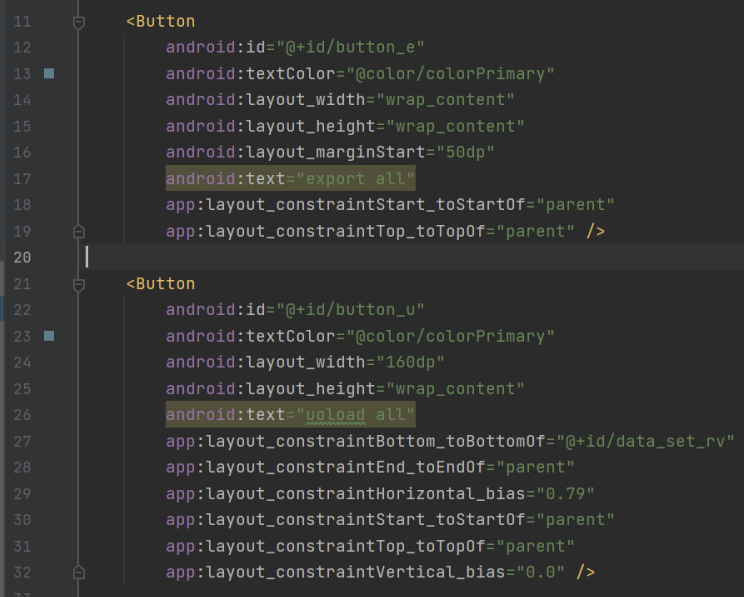 11 <Button
12 android:id="@+id/button_e"
13 android:textColor="@color/colorPrimary"
14 android:layout_width="wrap_content"
15 android:layout_height="wrap_content"
16 android:layout_marginStart="50dp"
17 android:text="export all"
18 app:layout_constraintStart_toStartOf="parent"
19 app:layout_constraintTop_toTopOf="parent" />
20
21 <Button
22 android:id="@+id/button_u"
23 android:textColor="@color/colorPrimary"
24 android:layout_width="160dp"
25 android:layout_height="wrap_content"
26 android:text="uoload all"
27 app:layout_constraintBottom_toBottomOf="@+id/data_set_rv"
28 app:layout_constraintEnd_toEndOf="parent"
29 app:layout_constraintHorizontal_bias="0.79"
30 app:layout_constraintStart_toStartOf="parent"
31 app:layout_constraintTop_toTopOf="parent"
32 app:layout_constraintVertical_bias="0.0" />